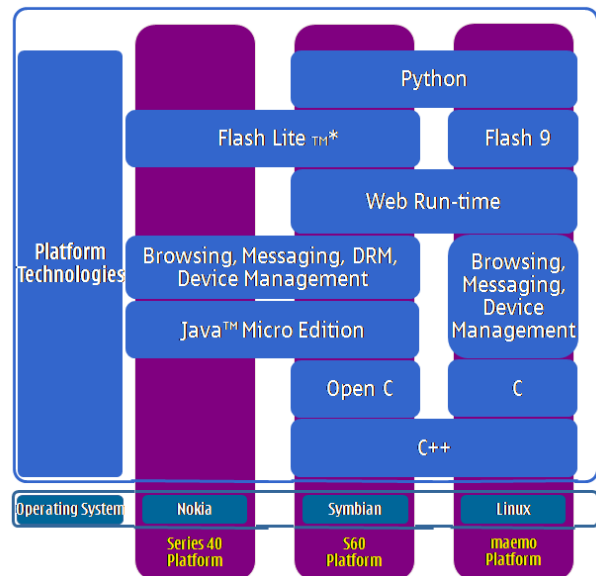 Python
Flash Lite ™*
Flash 9
Web Run-time
Platform
Technologies
Browsing, Messaging, DRM,
Device Management
Browsing,
Messaging,
Device
Management
Java™ Micro Edition
Open C
C
C++
Operating System
Nokia
Symbian
Linux
Series 40
Platform
S60
Platform
maemo
Platform